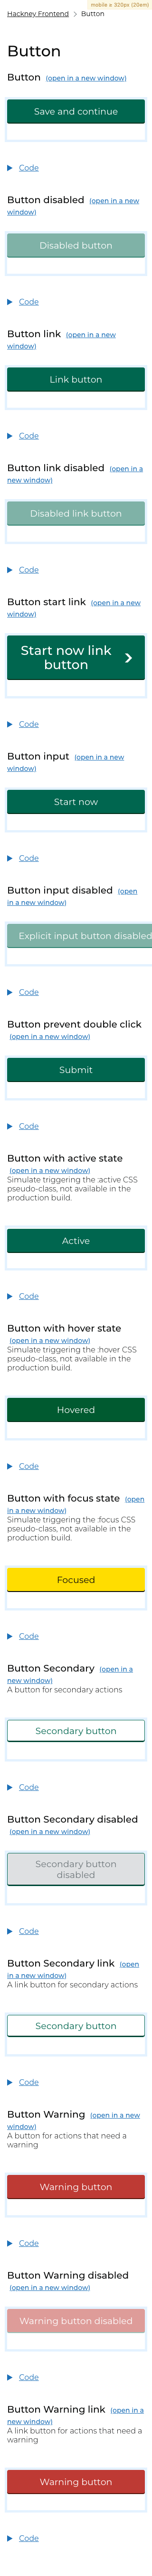 mobile ≥ 320px (20em)
Hackney Frontend > Button
Button
Button (open in a new window)
Save and continue
Code
Button disabled (open in a new
window)
Disabled button
Code
Button link (open in a new
window)
Link button
Code
Button link disabled (open in a
new window)
Disabled link button
Code
Button start link (open in a new
window)
Start now link
button
Code
Button input (open in a new
window)
Start now
Code
Button input disabled (open
in a new window)
Explicit input button disabled
Code
Button prevent double click
(open in a new window)
Submit
Code
Button with active state
(open in a new window)
Simulate triggering the :active CSS
pseudo-class, not available in the
production build.
Active
Code
Button with hover state
(open in a new window)
Simulate triggering the :hover CSS
pseudo-class, not available in the
production build.
Hovered
Code
Button with focus state (open
in a new window)
Simulate triggering the :focus CSS
pseudo-class, not available in the
production build.
Focused
Code
Button Secondary (open in a
new window)
A button for secondary actions
Secondary button
Code
Button Secondary disabled
(open in a new window)
Secondary button
disabled
Code
Button Secondary link (open
in a new window)
A link button for secondary actions
Secondary button
Code
Button Warning (open in a new
window)
A button for actions that need a
warning
Warning button
Code
Button Warning disabled
(open in a new window)
Warning button disabled
Code
Button Warning link (open in a
new window)
A link button for actions that need a
warning
Warning button
Code